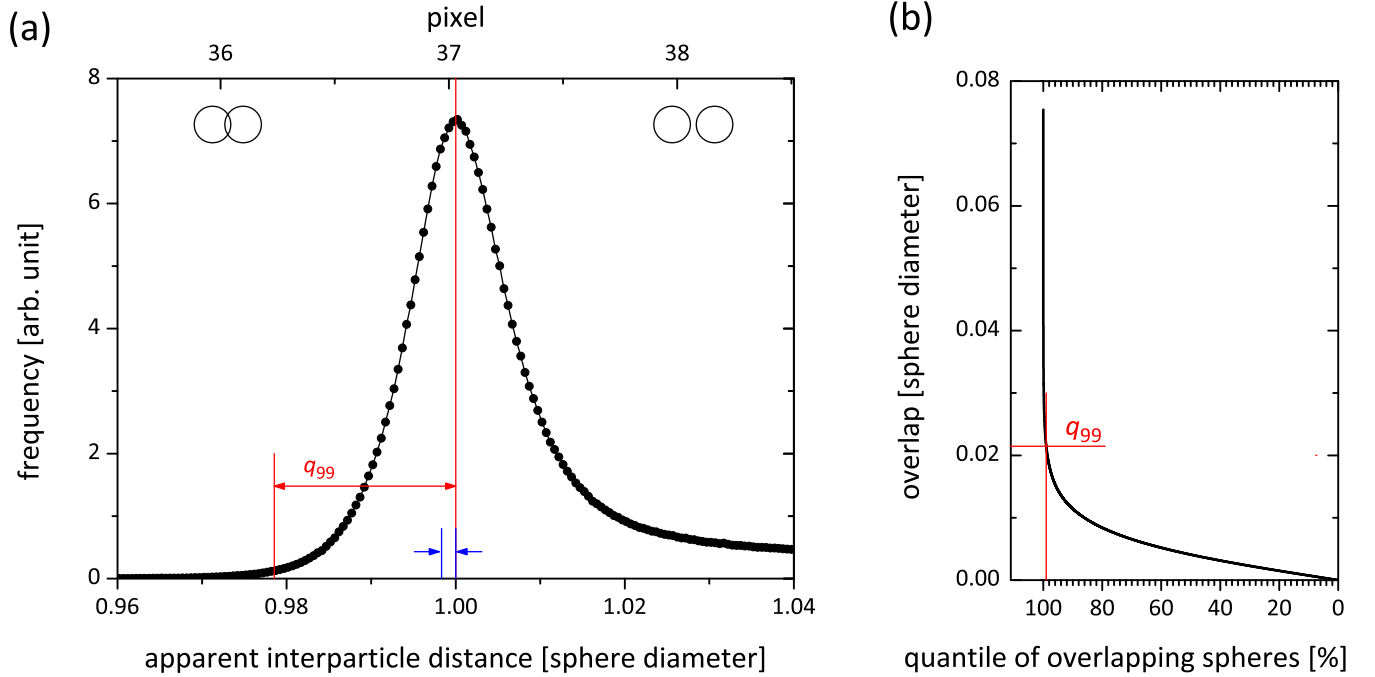 (a)
pixel
36 37 38
8
6
4
2
0
frequency [arb. unit]
q99
0.96 0.98 1.00 1.02 1.04
apparent interparticle distance [sphere diameter]
(b)
0.08
0.06
0.04
0.02
0.00
overlap [sphere diameter]
q99
100 80 60 40 20 0
quantile of overlapping spheres [%]